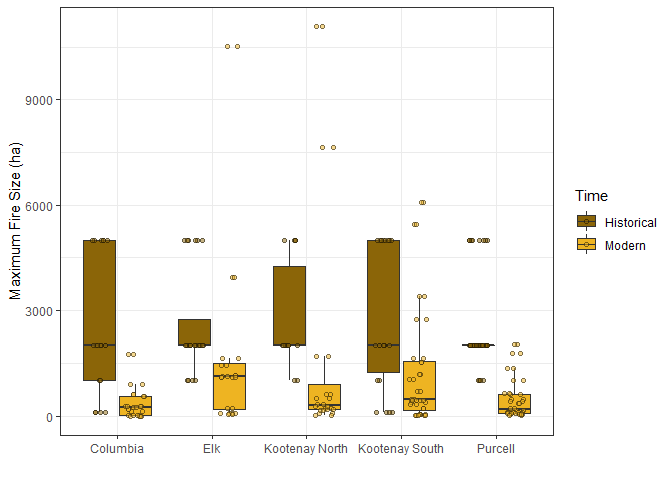 Maximum Fire Size (ha)
9000
6000
3000
0
Columbia
Elk
Kootenay North
Kootenay South
Purcell
Time
Historical
Modern